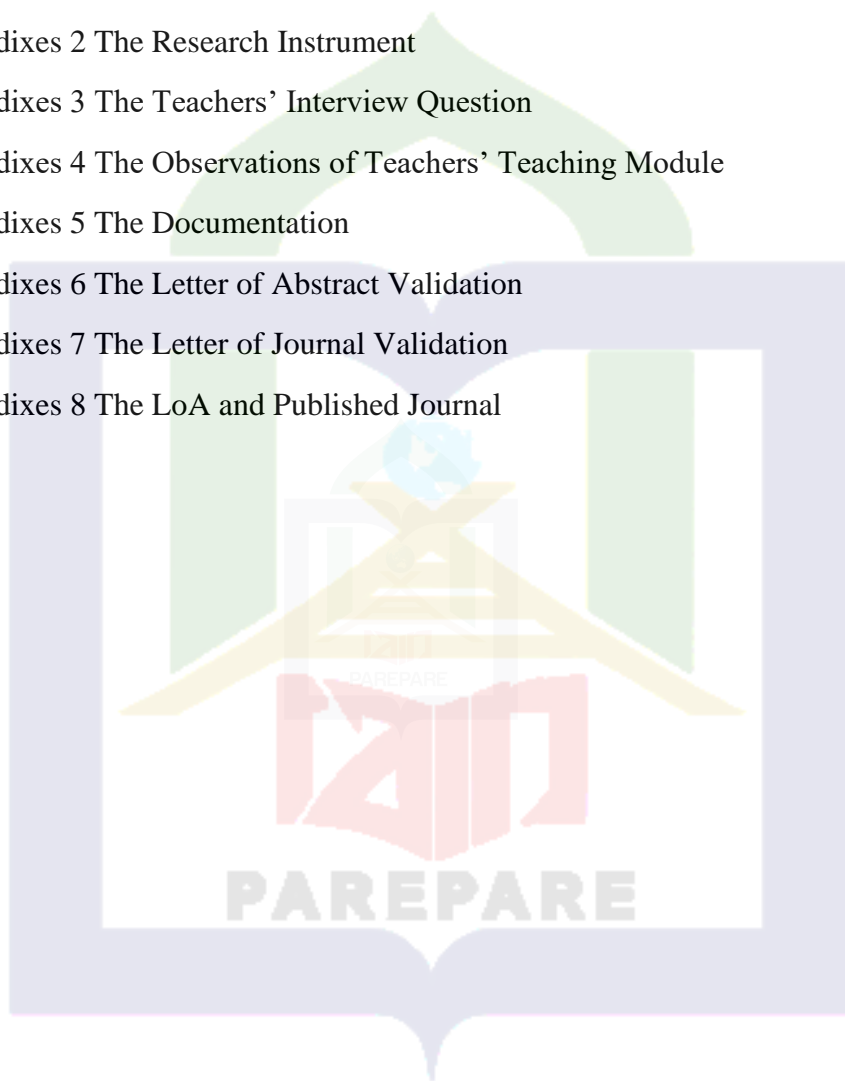 dixes 2 The Research Instrument
dixes 3 The Teachers’ Interview Question
dixes 4 The Observations of Teachers’ Teaching Module
dixes 5 The Documentation
dixes 6 The Letter of Abstract Validation
dixes 7 The Letter of Journal Validation
dixes 8 The LoA and Published Journal
PAREPARE
PAREPARE